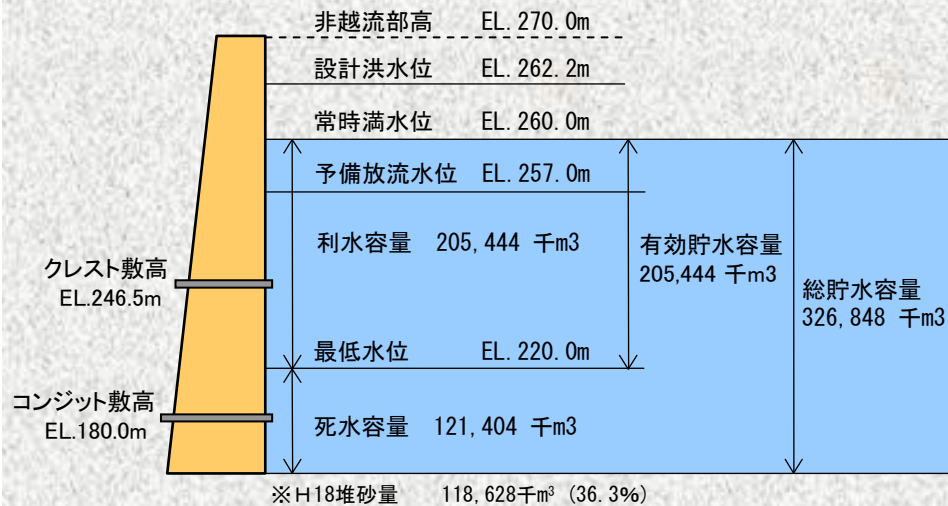 非越流部高 EL.270.0m
設計洪水位 EL.262.2m
常時満水位 EL.260.0m
予備放流水位 EL.257.0m
利水容量 205,444 千m3
有効貯水容量
205,444 千m3
クレスト敷高
EL.246.5m
総貯水容量
326,848 千m3
最低水位 EL.220.0m
コンジット敷高
EL.180.0m
死水容量 121,404 千m3
※H18堆砂量 118,628千m³ (36.3%)